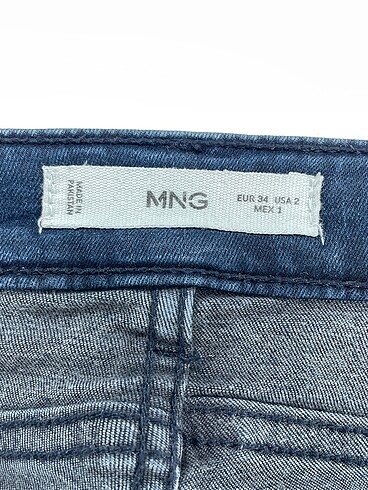 MADE IN
PAKISTAN
MNG
EUR 34 USA 2
MEX 1